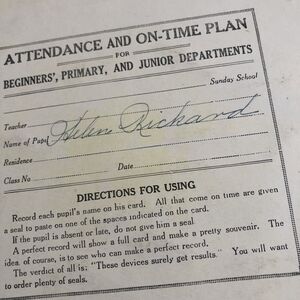 ATTENDANCE AND ON-TIME PLAN
FOR
BEGINNERS', PRIMARY, AND JUNIOR DEPARTMENTS
Sunday School
Teacher
Name of Pupil Helen Rickard
Residence
Class No Date
DIRECTIONS FOR USING
Record each pupil's name on his card. All that come on time are given
a seal to paste on one of the spaces indicated on the card.
If the pupil is absent or late, do not give him a seal
A perfect record will show a full card and make a pretty souvenir. The
idea, of course, is to see who can make a perfect record.
The verdict of all is: "These devices surely get results." You will want
to order plenty of seals.